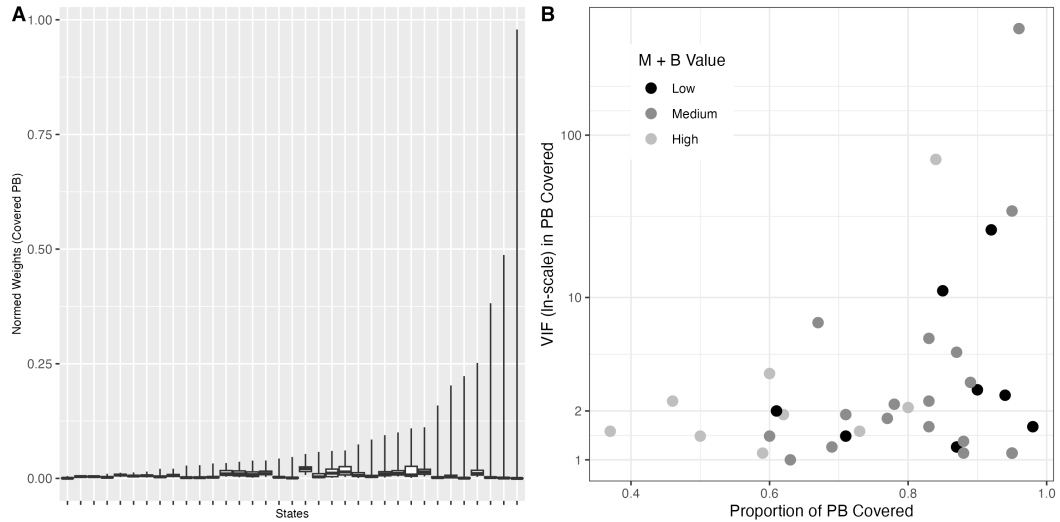 A
1.00
0.75
0.50
0.25
0.00
Normed Weights (Covered PB)
States
B
M + B Value
Low
Medium
High
100
10
2
1
VIF (ln-scale) in PB Covered
0.4
0.6
0.8
1.0
Proportion of PB Covered